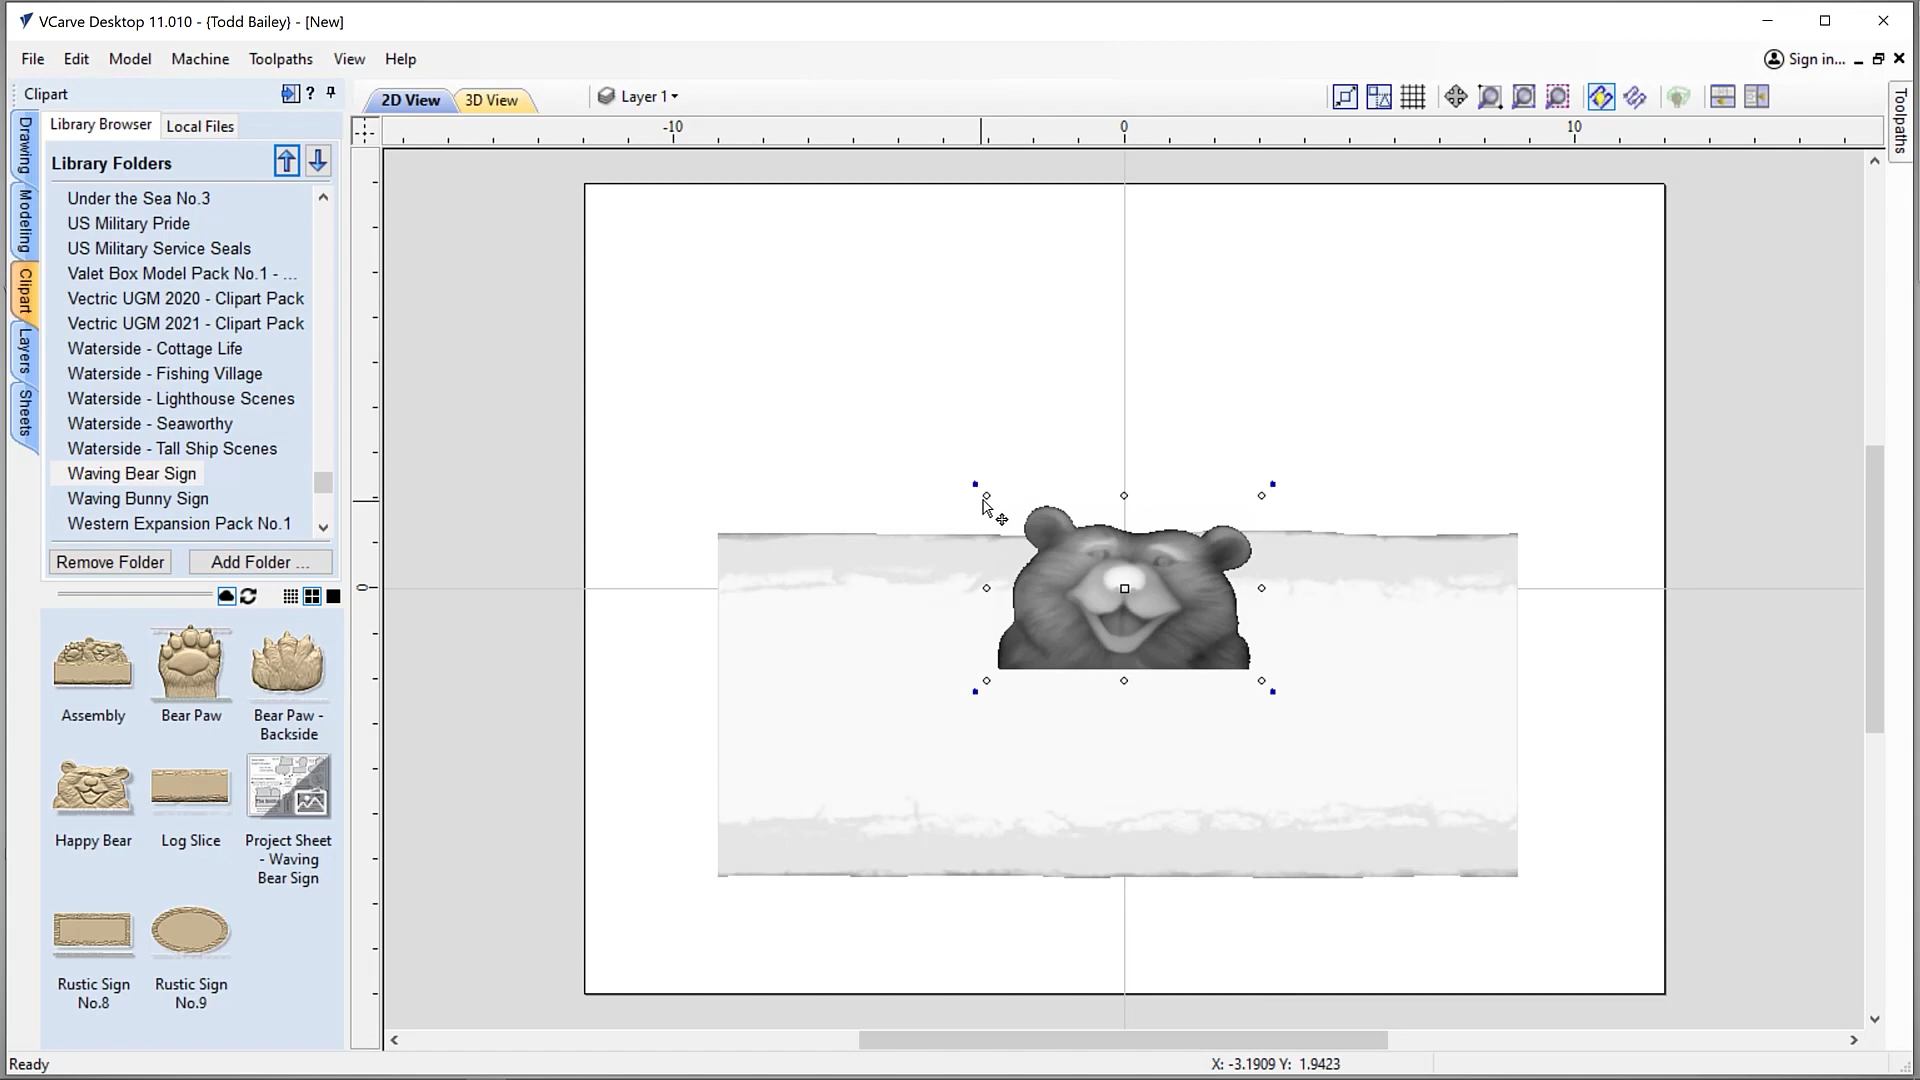 VCarve Desktop 11.010 - {Todd Bailey} - [New]
File Edit Model Machine Toolpaths View Help
Sign in...
Clipart ?
2D View 3D View Layer 1
Library Browser Local Files
-10 0 10
Library Folders
Under the Sea No.3
US Military Pride
US Military Service Seals
Valet Box Model Pack No.1 - ...
Vectric UGM 2020 - Clipart Pack
Vectric UGM 2021 - Clipart Pack
Waterside - Cottage Life
Waterside - Fishing Village
Waterside - Lighthouse Scenes
Waterside - Seaworthy
Waterside - Tall Ship Scenes
Waving Bear Sign
Waving Bunny Sign
Western Expansion Pack No.1
Remove Folder Add Folder ...
Drawing
Modeling
Clipart
Layers
Sheets
Toolpaths
0
Assembly
Bear Paw
Bear Paw -
Backside
Happy Bear
Log Slice
Project Sheet
- Waving
Bear Sign
Rustic Sign
No.8
Rustic Sign
No.9
Ready
X: -3.1909 Y: 1.9423